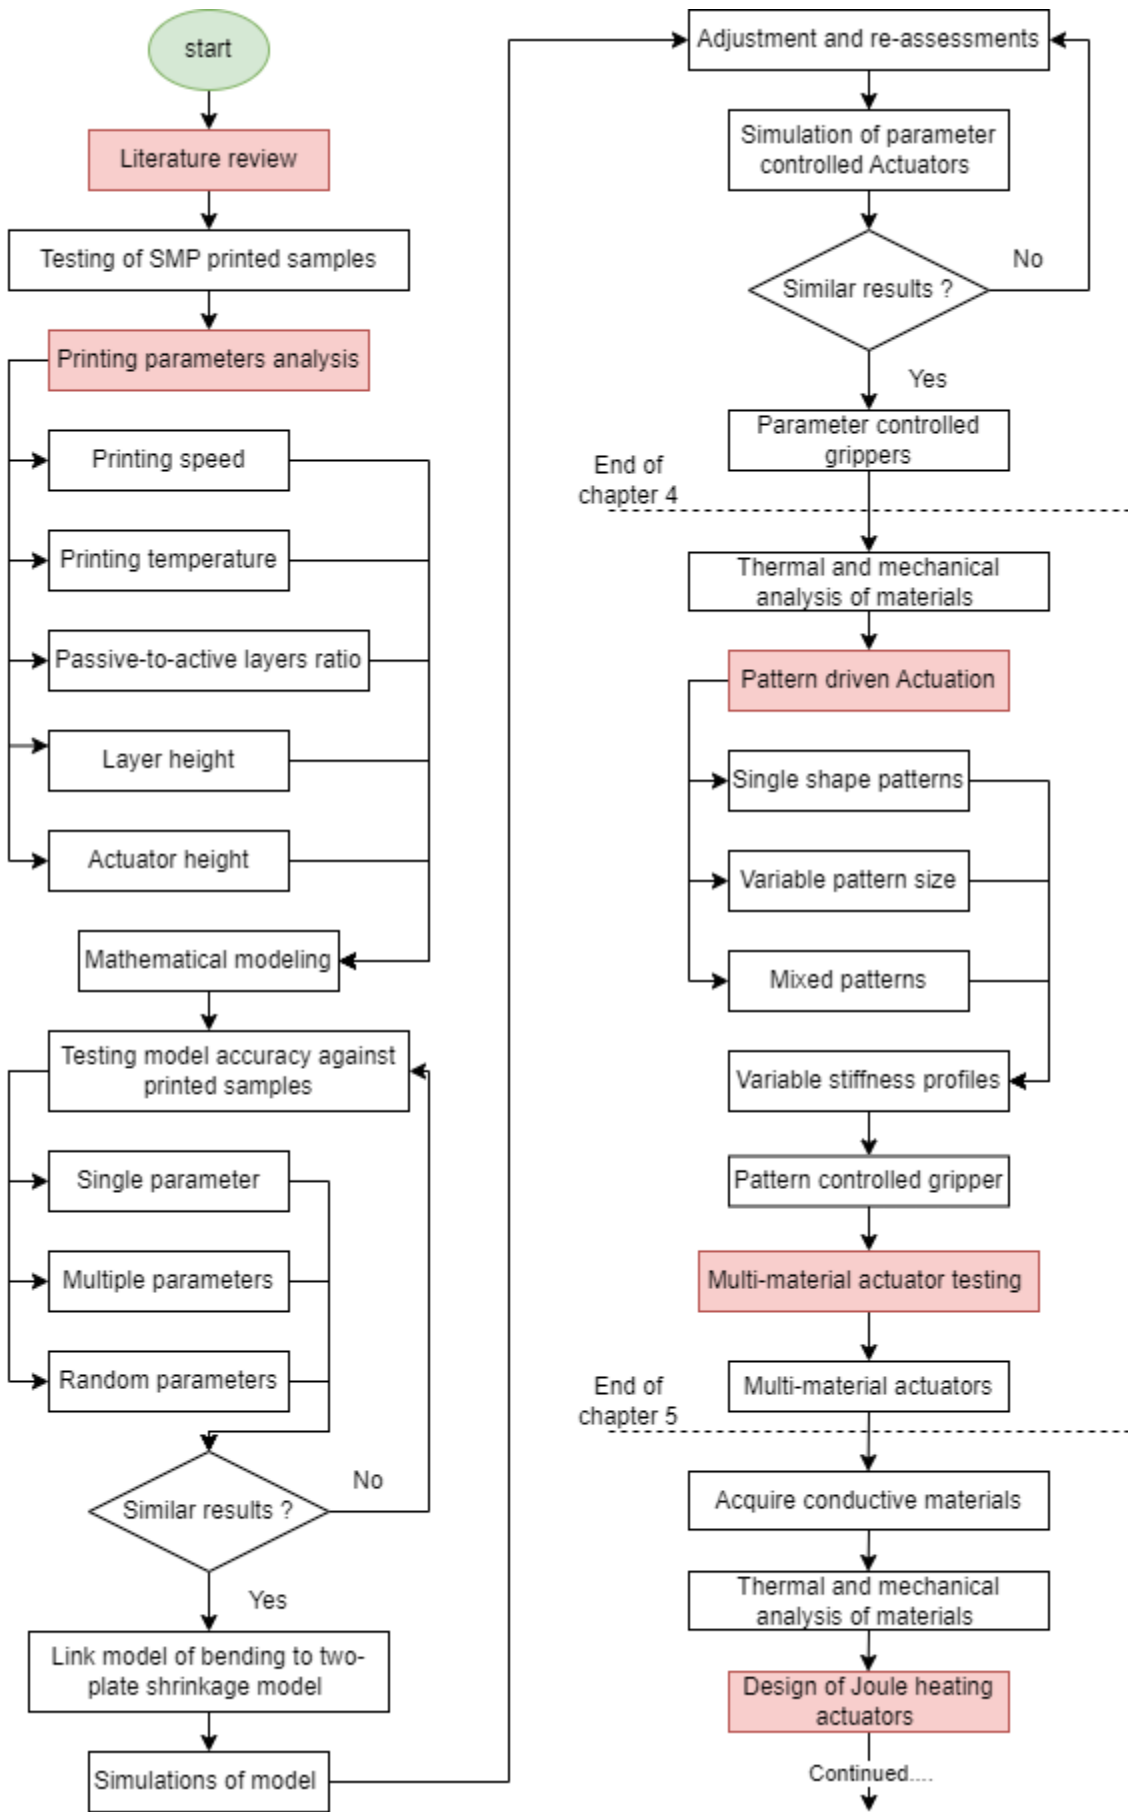 start
Literature review
Testing of SMP printed samples
Printing parameters analysis
Printing speed
Printing temperature
Passive-to-active layers ratio
Layer height
Actuator height
Mathematical modeling
Testing model accuracy against
printed samples
Single parameter
Multiple parameters
Random parameters
Similar results ?
No
Yes
Link model of bending to two-
plate shrinkage model
Simulations of model
Adjustment and re-assessments
Simulation of parameter
controlled Actuators
Similar results ?
No
Yes
Parameter controlled
grippers
End of
chapter 4
Thermal and mechanical
analysis of materials
Pattern driven Actuation
Single shape patterns
Variable pattern size
Mixed patterns
Variable stiffness profiles
Pattern controlled gripper
Multi-material actuator testing
Multi-material actuators
End of
chapter 5
Acquire conductive materials
Thermal and mechanical
analysis of materials
Design of Joule heating
actuators
Continued....